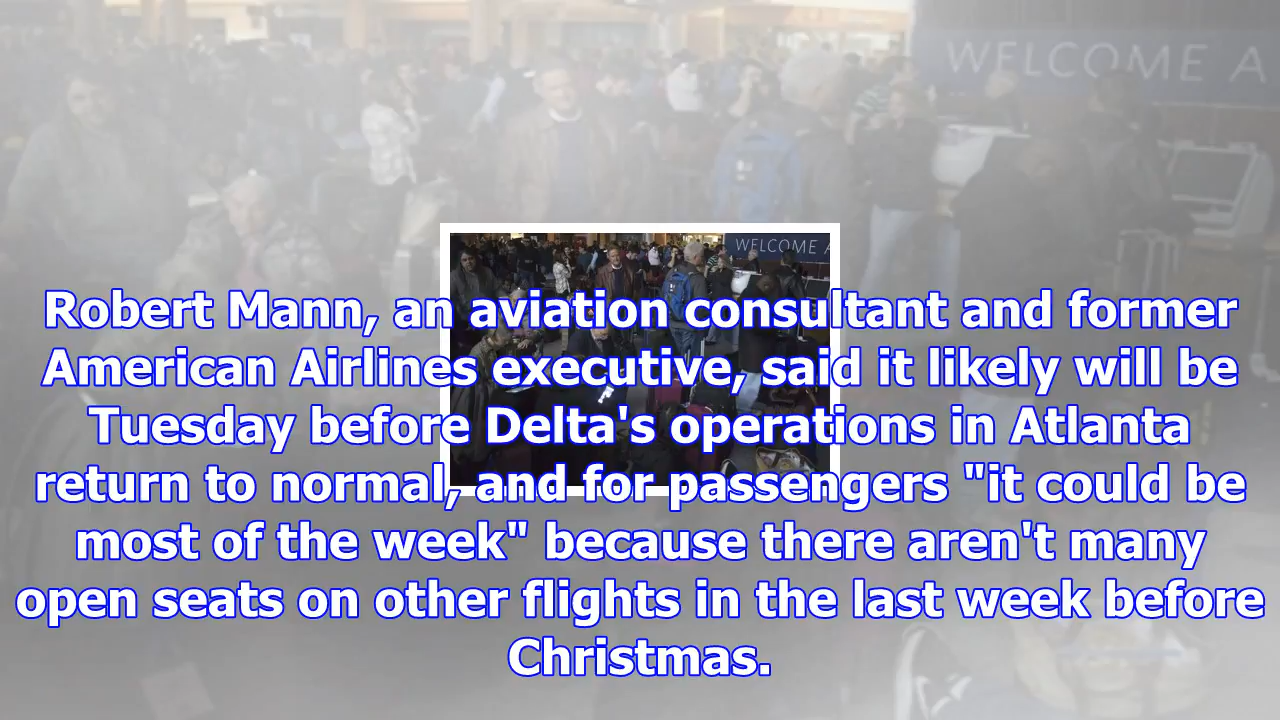 WELCOME A
WELCOME A
Robert Mann, an aviation consultant and former
American Airlines executive, said it likely will be
Tuesday before Delta's operations in Atlanta
return to normal, and for passengers "it could be
most of the week" because there aren't many
open seats on other flights in the last week before
Christmas.